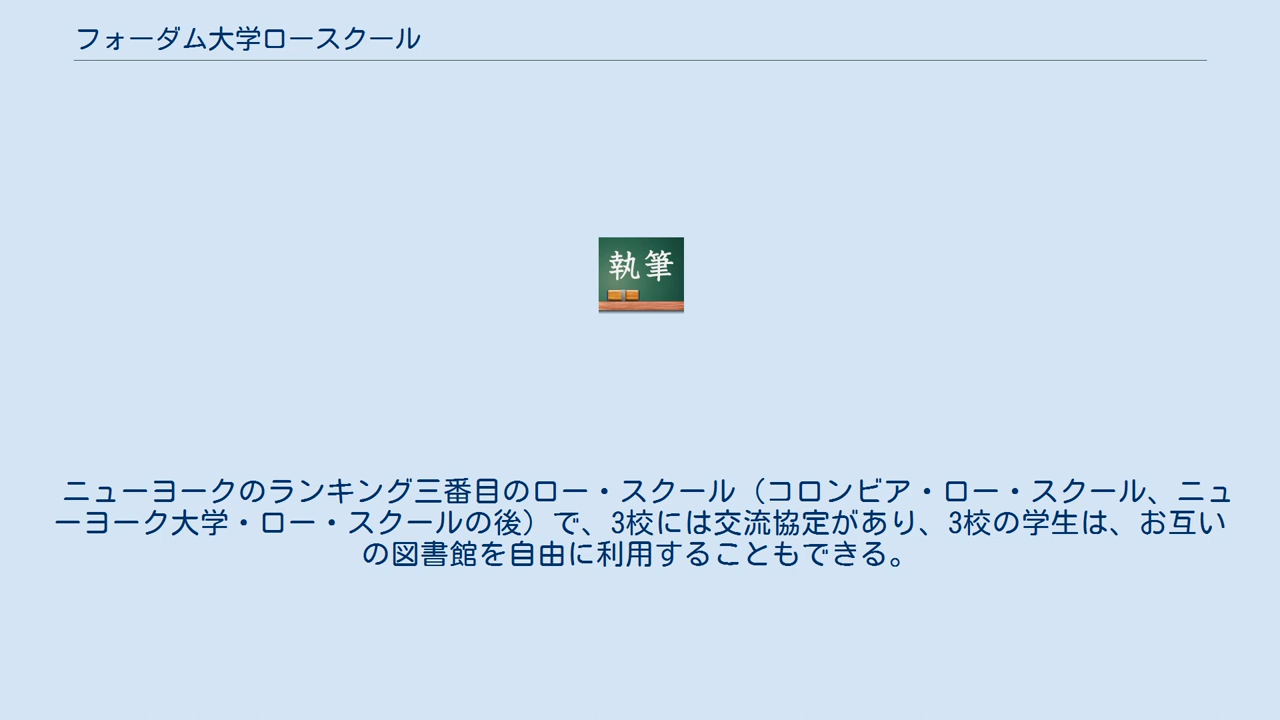 フォーダム大学ロースクール
執筆
ニューヨークのランキング三番目のロー・スクール（コロンビア・ロー・スクール、ニュ
ーヨーク大学・ロー・スクールの後）で、3校には交流協定があり、3校の学生は、お互い
の図書館を自由に利用することもできる。